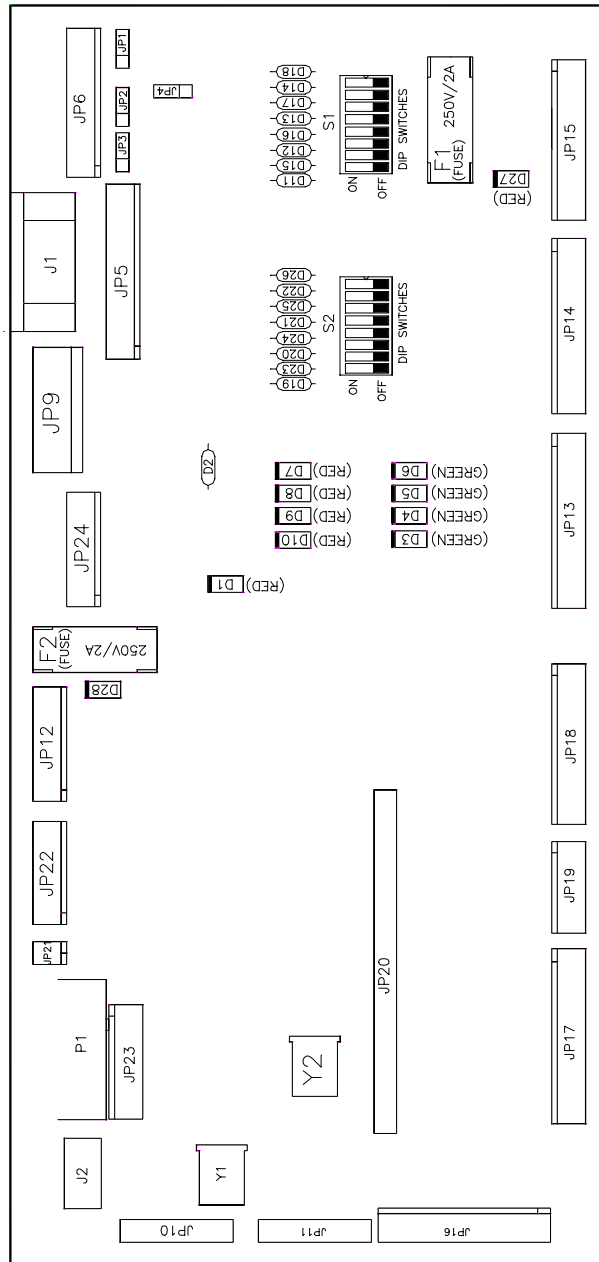 JP1
JP2
JP3
JP4
JP6
J1
JP5
JP9
JP24
F2
(FUSE)
250V/2A
D28
JP12
JP22
JP21
P1
JP23
J2
Y1
Y2
JP10
JP11
JP16
JP20
D18
D14
D17
D13
D16
D12
D15
D11
S1
ON
OFF
DIP SWITCHES
F1
(FUSE)
250V/2A
D27
(RED)
D26
D22
D25
D21
D24
D20
D23
D19
S2
ON
OFF
DIP SWITCHES
D2
D7 (RED)
D8 (RED)
D9 (RED)
D10 (RED)
D6 (GREEN)
D5 (GREEN)
D4 (GREEN)
D3 (GREEN)
D1 (RED)
JP15
JP14
JP13
JP18
JP19
JP17